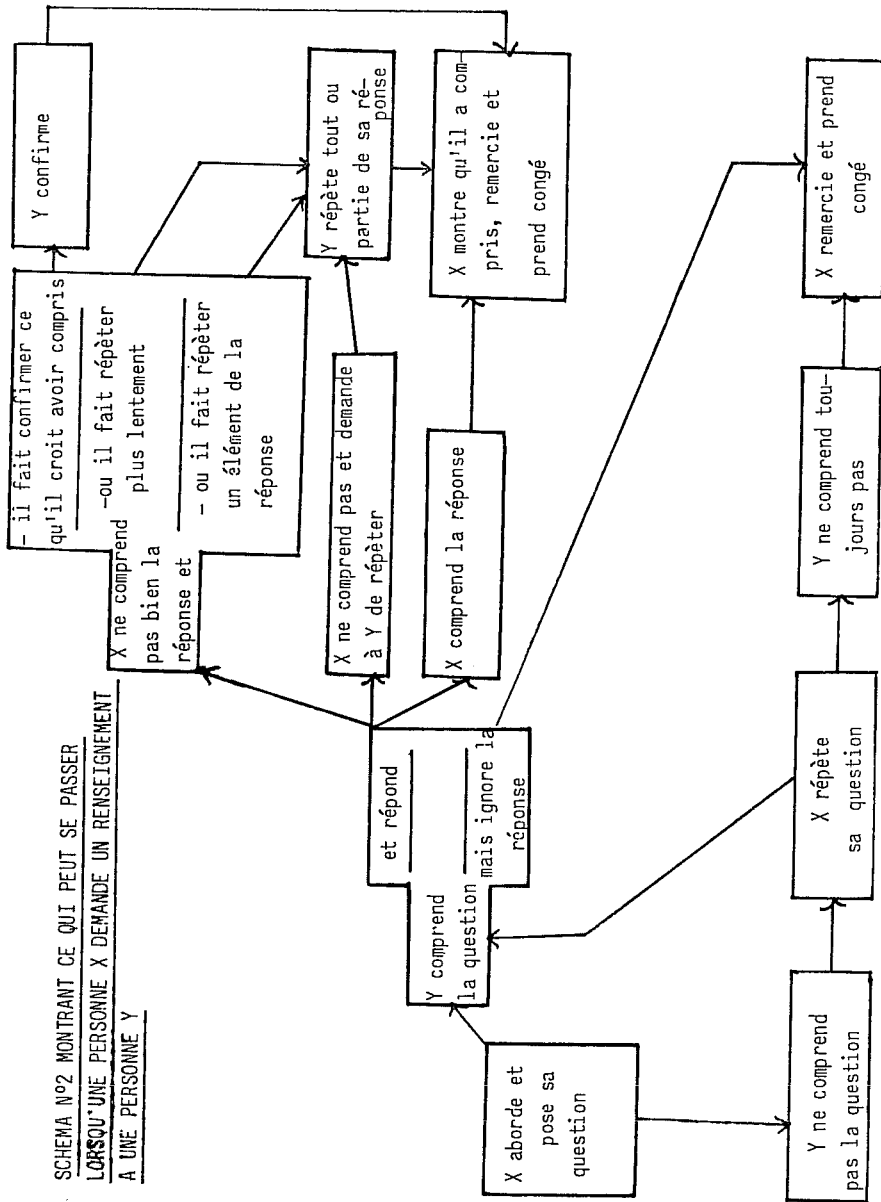 SCHEMA Nº2 MONTRANT CE QUI PEUT SE PASSER
LORSQU'UNE PERSONNE X DEMANDE UN RENSEIGNEMENT
A UNE PERSONNE Y
X aborde et
pose sa
question
Y comprend
la question
et répond
mais ignore la
réponse
X ne comprend
pas bien la
réponse et
- il fait confirmer ce
qu'il croit avoir compris
-ou il fait répèter
plus lentement
- ou il fait répèter
un élément de la
réponse
Y confirme
X ne comprend pas et demande
à Y de répèter
Y répète tout ou
partie de sa ré-
ponse
X comprend la réponse
X montre qu'il a com-
pris, remercie et
prend congé
Y ne comprend
pas la question
X répète
sa question
Y ne comprend tou-
jours pas
X remercie et prend
congé